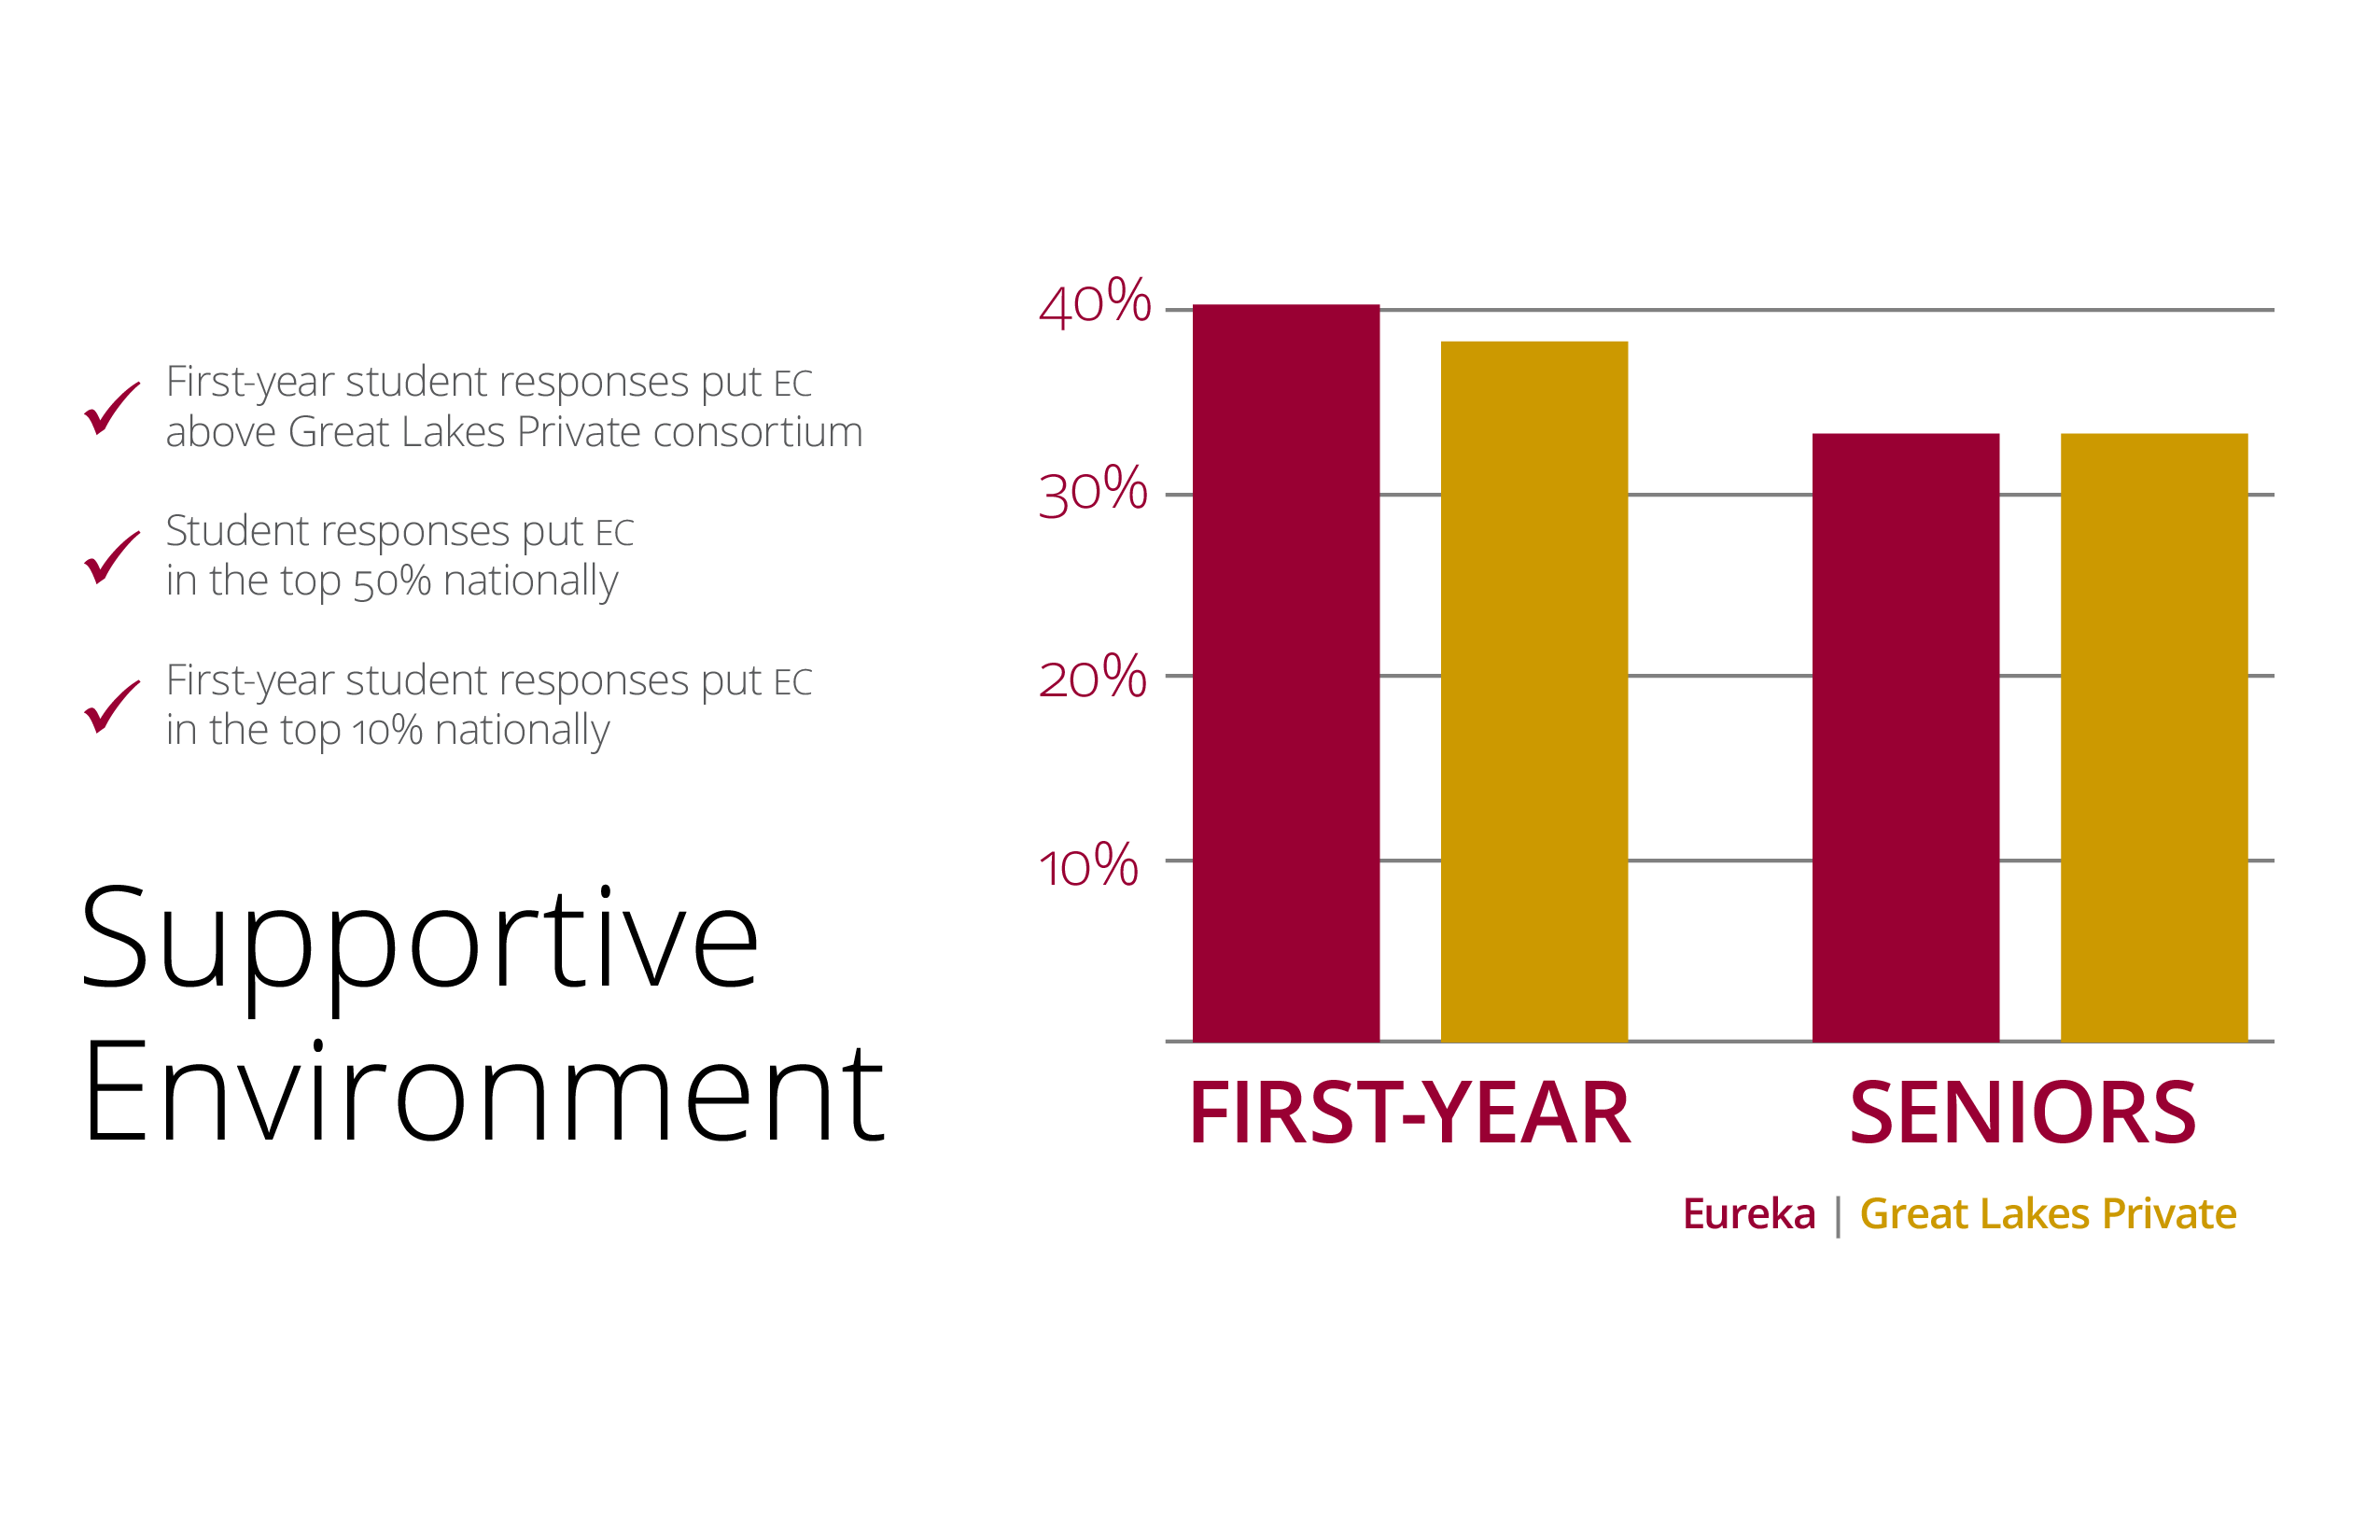 First-year student responses put EC
above Great Lakes Private consortium
Student responses put EC
in the top 50% nationally
First-year student responses put EC
in the top 10% nationally
Supportive
Environment
40%
30%
20%
10%
FIRST-YEAR
SENIORS
Eureka | Great Lakes Private